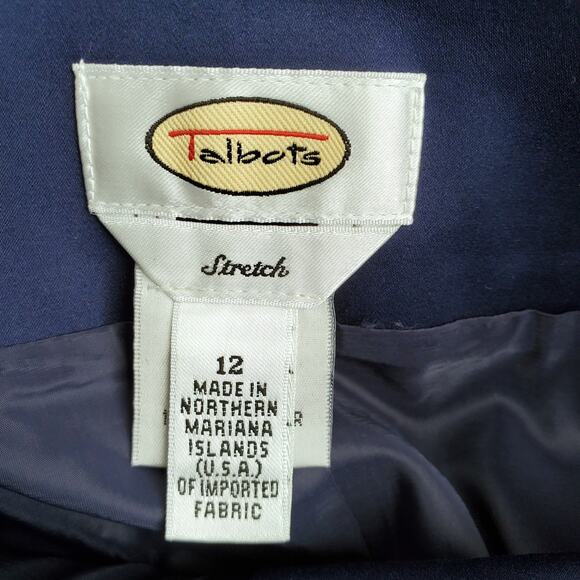 Talbots
Stretch
12
MADE IN
NORTHERN
MARIANA
ISLANDS
(U.S.A.)
OF IMPORTED
FABRIC